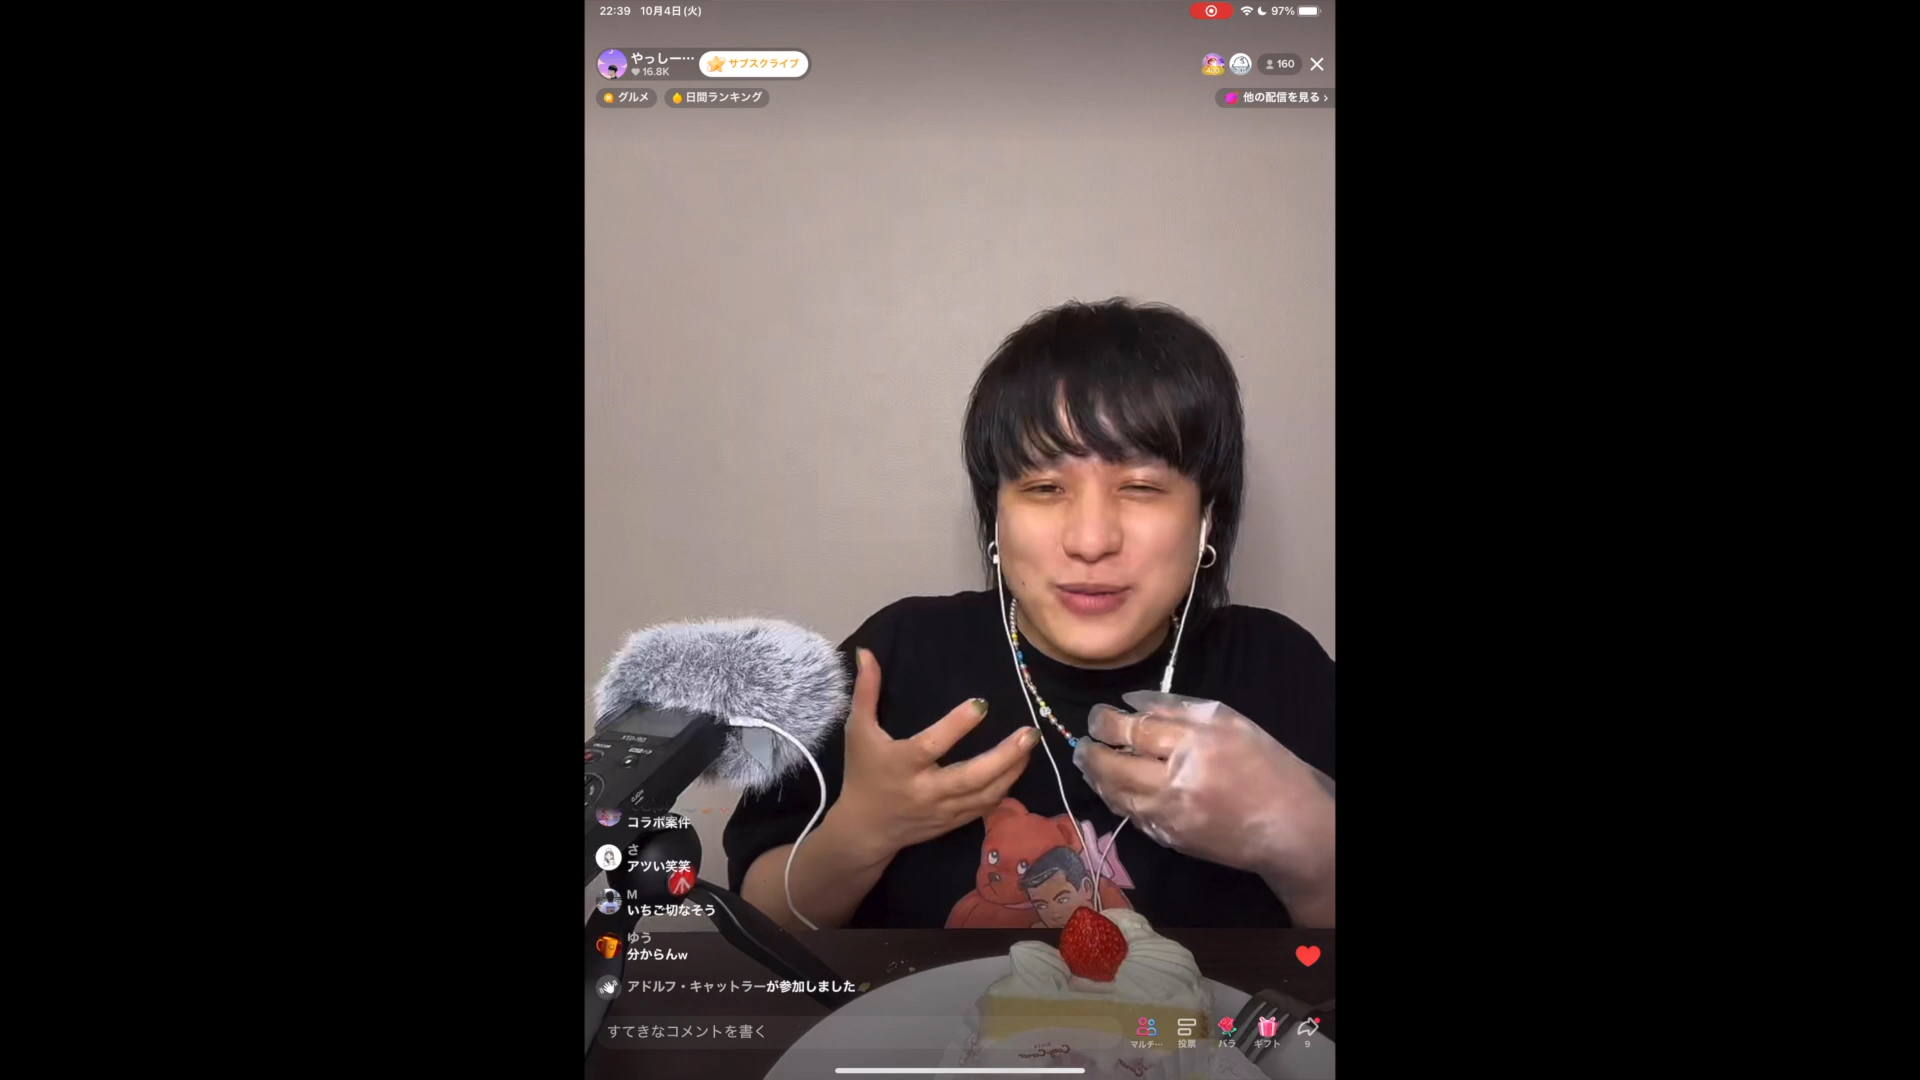 22:39 10月4日(火)
97%
やっしー…
16.8K
サブスクライブ
160
グルメ
日間ランキング
他の配信を見る ›
コラボ案件
さ
アツい笑笑
M
いちご切なそう
ゆう
分からんw
アドルフ・キャットラーが参加しました
すてきなコメントを書く
マルチ…
投票
バラ
ギフト
9